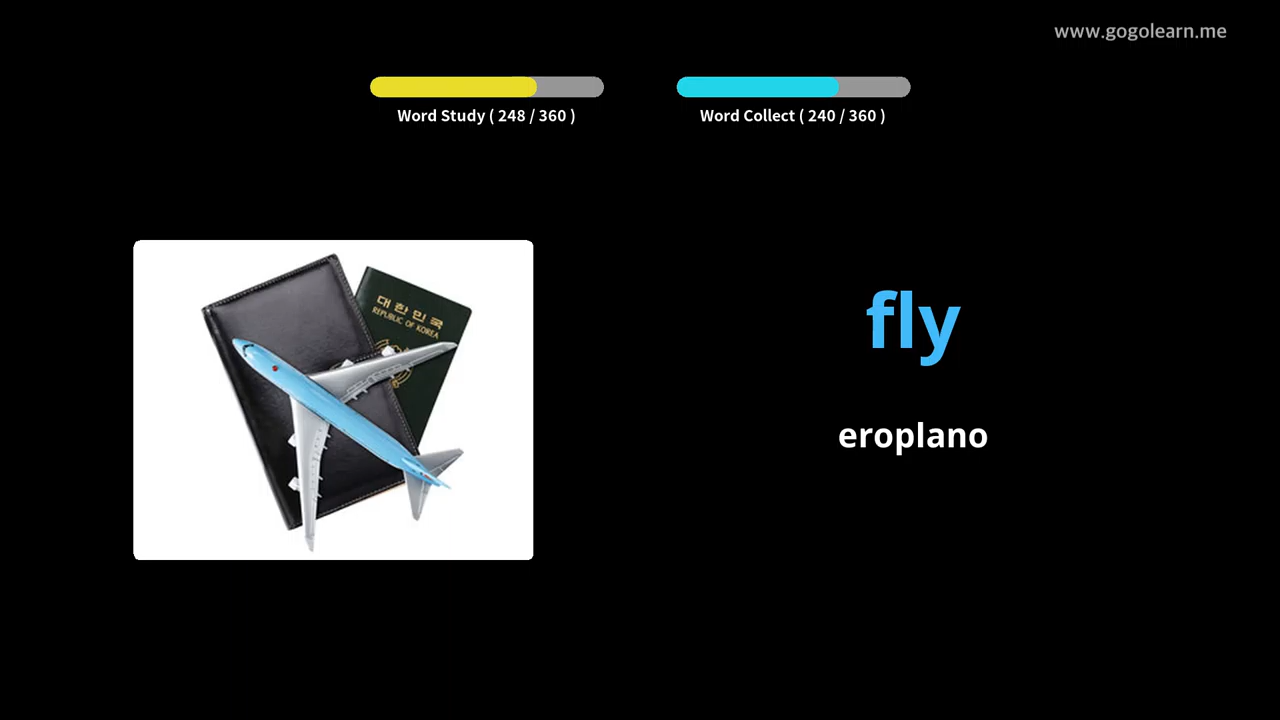 www.gogolearn.me
Word Study ( 248 / 360 )
Word Collect ( 240 / 360 )
대한민국
REPUBLIC OF KOREA
fly
eroplano